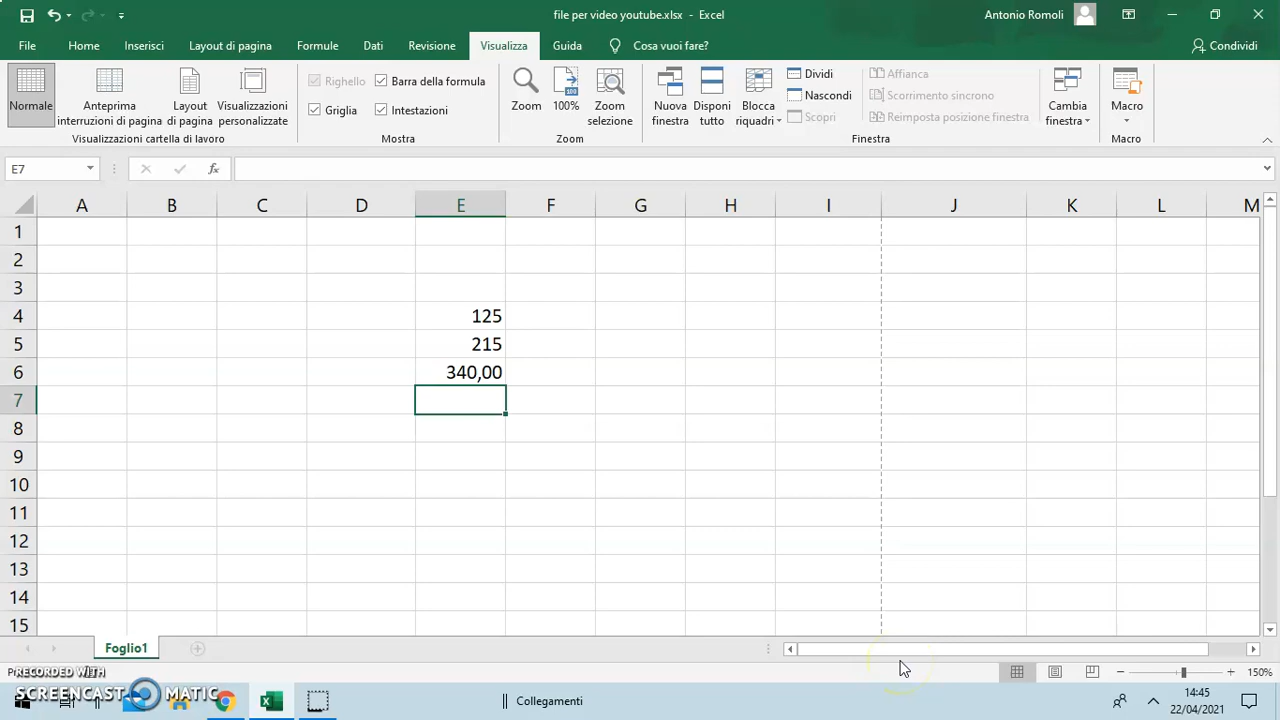 file per video youtube.xlsx - Excel
Antonio Romoli
File Home Inserisci Layout di pagina Formule Dati Revisione Visualizza Guida Cosa vuoi fare? Condividi
Normale
Anteprima interruzioni di pagina
Layout di pagina
Visualizzazioni personalizzate
Visualizzazioni cartella di lavoro
Righello
Barra della formula
Griglia
Intestazioni
Mostra
Zoom
100%
Zoom selezione
Zoom
Nuova finestra
Disponi tutto
Blocca riquadri
Dividi
Nascondi
Scopri
Affianca
Scorrimento sincrono
Reimposta posizione finestra
Finestra
Cambia finestra
Macro
Macro
E7
fx
A B C D E F G H I J K L M
1
2
3
4 125
5 215
6 340,00
7
8
9
10
11
12
13
14
15
Foglio1
150%
RECORDED WITH
SCREENCAST MATIC
Collegamenti
14:45
22/04/2021